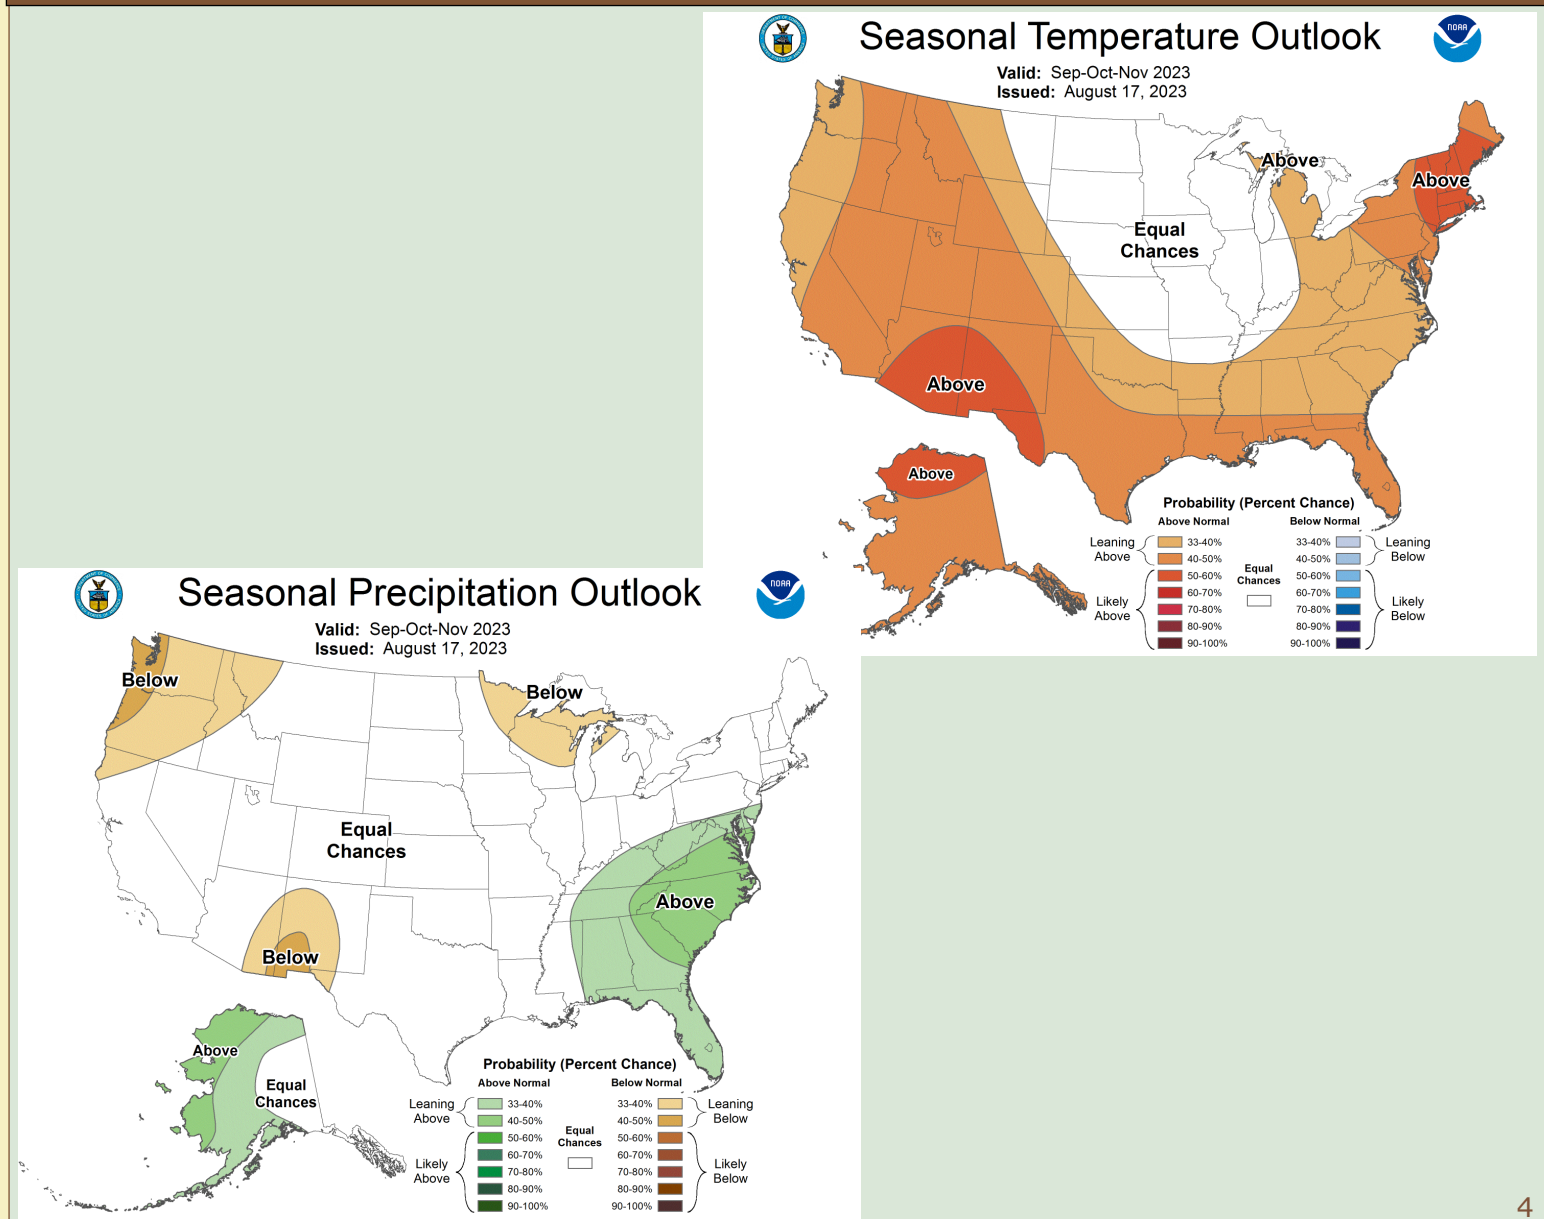 Seasonal Temperature Outlook
NOAA
Valid: Sep-Oct-Nov 2023
Issued: August 17, 2023
Above
Above
Equal
Chances
Above
Above
Probability (Percent Chance)
Above Normal
Below Normal
Leaning
Above
33-40%
40-50%
Likely
Above
50-60%
60-70%
70-80%
80-90%
90-100%
Equal
Chances
33-40%
40-50%
Leaning
Below
50-60%
60-70%
70-80%
80-90%
90-100%
Likely
Below
Seasonal Precipitation Outlook
NOAA
Valid: Sep-Oct-Nov 2023
Issued: August 17, 2023
Below
Below
Equal
Chances
Above
Below
Above
Equal
Chances
Probability (Percent Chance)
Above Normal
Below Normal
Leaning
Above
33-40%
40-50%
Likely
Above
50-60%
60-70%
70-80%
80-90%
90-100%
Equal
Chances
33-40%
40-50%
Leaning
Below
50-60%
60-70%
70-80%
80-90%
90-100%
Likely
Below
4